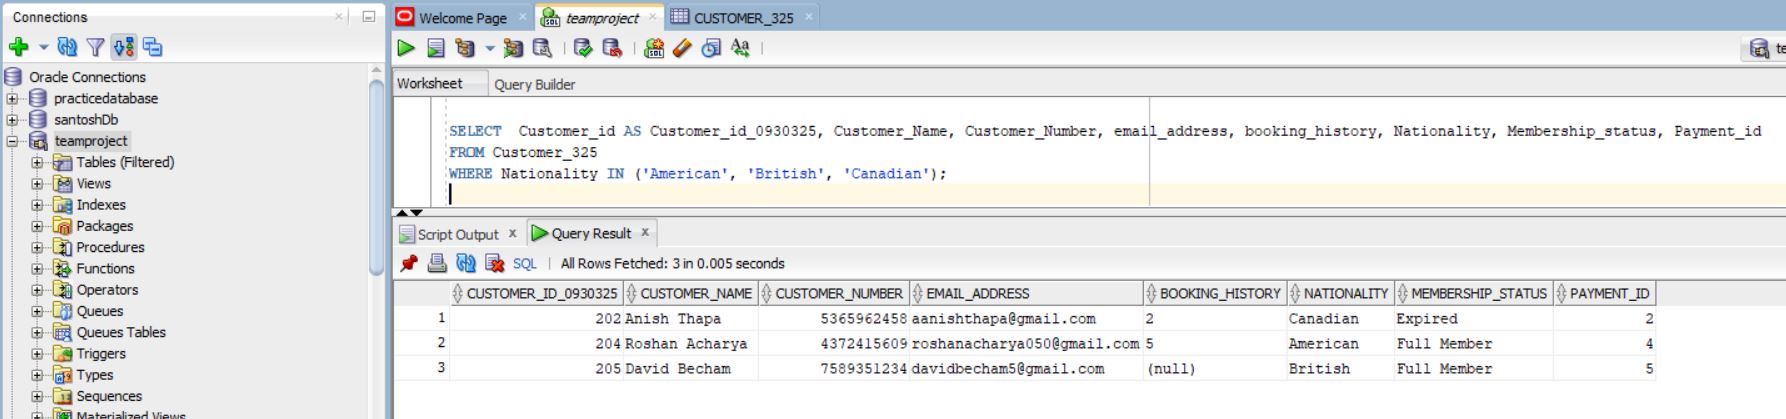 Connections
Oracle Connections
practicedatabase
santoshDb
teamproject
Tables (Filtered)
Views
Indexes
Packages
Procedures
Functions
Operators
Queues
Queues Tables
Triggers
Types
Sequences
Materialized Views
Welcome Page
teamproject
CUSTOMER_325
SQL
Aa
te
Worksheet
Query Builder
SELECT  Customer_id AS Customer_id_0930325, Customer_Name, Customer_Number, email_address, booking_history, Nationality, Membership_status, Payment_id
FROM Customer_325
WHERE Nationality IN ('American', 'British', 'Canadian');
Script Output x
Query Result x
SQL | All Rows Fetched: 3 in 0.005 seconds
CUSTOMER_ID_0930325 CUSTOMER_NAME CUSTOMER_NUMBER EMAIL_ADDRESS BOOKING_HISTORY NATIONALITY MEMBERSHIP_STATUS PAYMENT_ID
1 202 Anish Thapa 5365962458 aanishthapa@gmail.com 2 Canadian Expired 2
2 204 Roshan Acharya 4372415609 roshanacharya050@gmail.com 5 American Full Member 4
3 205 David Becham 7589351234 davidbecham5@gmail.com (null) British Full Member 5